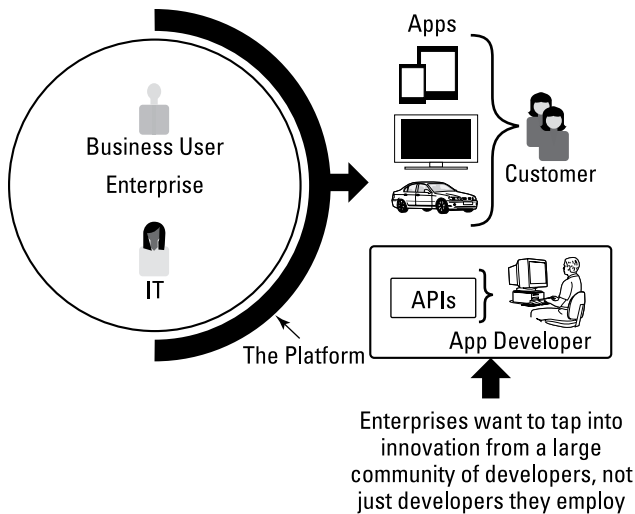 Apps
Business User
Enterprise
IT
Customer
The Platform
APIs
App Developer
Enterprises want to tap into
innovation from a large
community of developers, not
just developers they employ